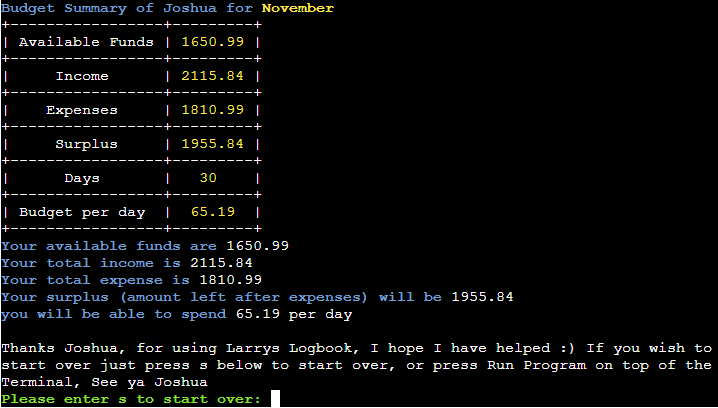 Budget Summary of Joshua for November
+-----------------+---------+
| Available Funds | 1650.99 |
+-----------------+---------+
|     Income      | 2115.84 |
+-----------------+---------+
|    Expenses     | 1810.99 |
+-----------------+---------+
|     Surplus     | 1955.84 |
+-----------------+---------+
|      Days       |   30    |
+-----------------+---------+
| Budget per day  |  65.19  |
+-----------------+---------+
Your available funds are 1650.99
Your total income is 2115.84
Your total expense is 1810.99
Your surplus (amount left after expenses) will be 1955.84
you will be able to spend 65.19 per day
Thanks Joshua, for using Larrys Logbook, I hope I have helped :) If you wish to
start over just press s below to start over, or press Run Program on top of the
Terminal, See ya Joshua
Please enter s to start over: